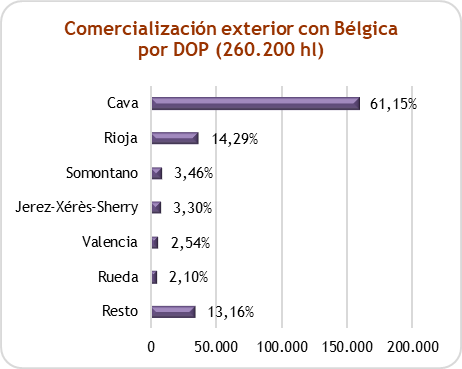 Comercialización exterior con Bélgica
por DOP (260.200 hl)
Cava 61,15%
Rioja 14,29%
Somontano 3,46%
Jerez-Xérès-Sherry 3,30%
Valencia 2,54%
Rueda 2,10%
Resto 13,16%
0 50.000 100.000 150.000 200.000